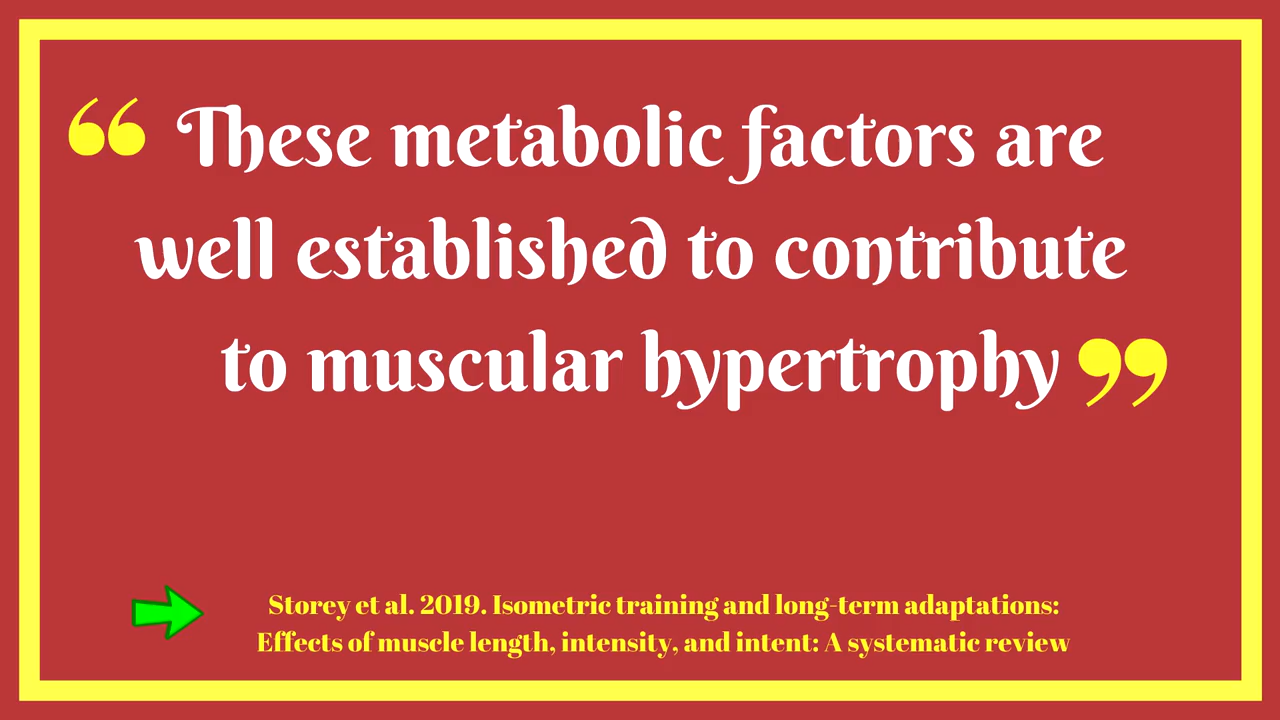 “These metabolic factors are
well established to contribute
to muscular hypertrophy”
Storey et al. 2019. Isometric training and long-term adaptations:
Effects of muscle length, intensity, and intent: A systematic review